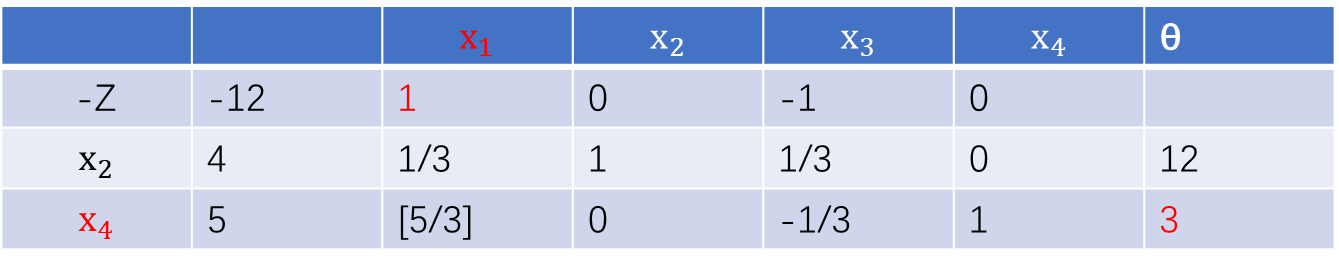 x₁ x₂ x₃ x₄ θ
-Z -12 1 0 -1 0
x₂ 4 1/3 1 1/3 0 12
x₄ 5 [5/3] 0 -1/3 1 3